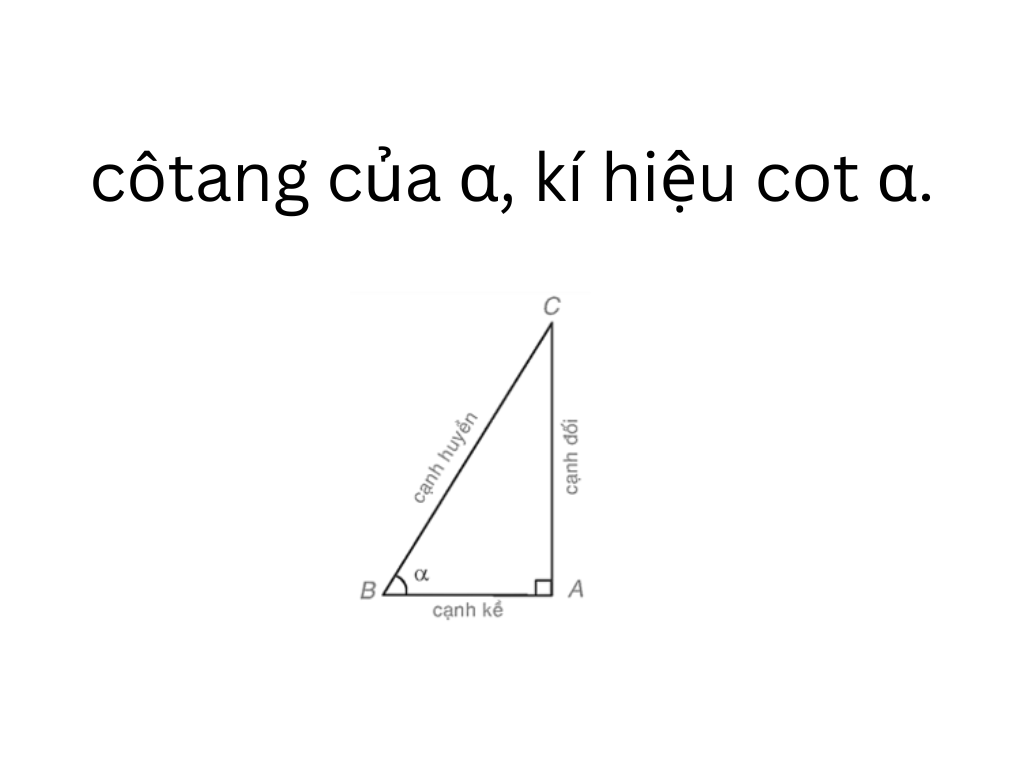 côtang của α, kí hiệu cot α.
C
cạnh huyền
cạnh đối
B
α
A
cạnh kề